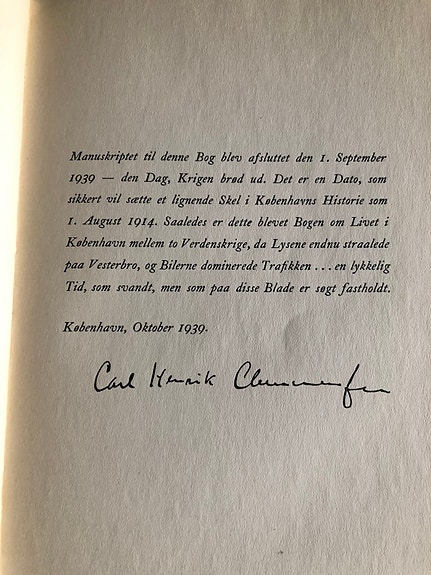 Manuskriptet til denne Bog blev afsluttet den 1. September
1939 — den Dag, Krigen brød ud. Det er en Dato, som
sikkert vil sætte et lignende Skel i Københavns Historie som
1. August 1914. Saaledes er dette blevet Bogen om Livet i
København mellem to Verdenskrige, da Lysene endnu straalede
paa Vesterbro, og Bilerne dominerede Trafikken . . . en lykkelig
Tid, som svandt, men som paa disse Blade er søgt fastholdt.
København, Oktober 1939.
Carl Henrik Clemmensen